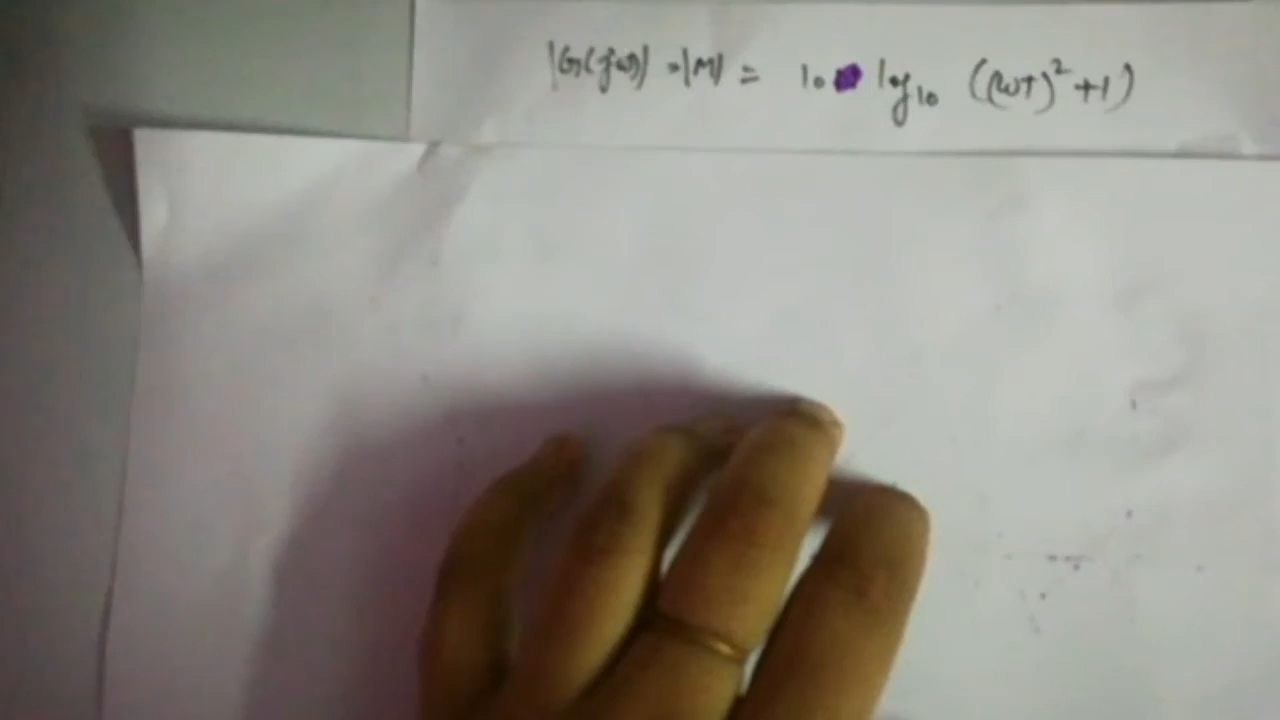 |G(jω)| = |M| = 10 log₁₀ ((ωT)² + 1)